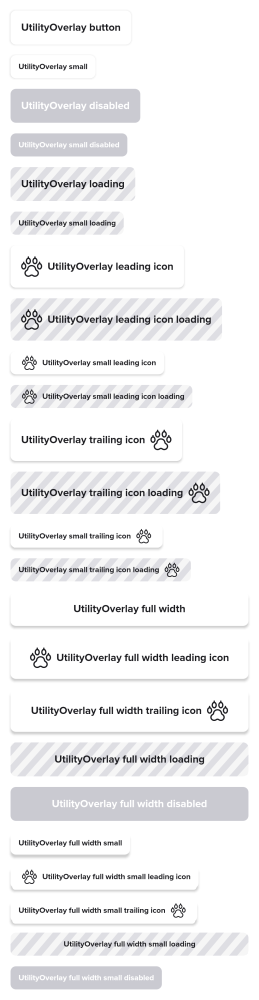 UtilityOverlay button
UtilityOverlay small
UtilityOverlay disabled
UtilityOverlay small disabled
UtilityOverlay loading
UtilityOverlay small loading
UtilityOverlay leading icon
UtilityOverlay leading icon loading
UtilityOverlay small leading icon
UtilityOverlay small leading icon loading
UtilityOverlay trailing icon
UtilityOverlay trailing icon loading
UtilityOverlay small trailing icon
UtilityOverlay small trailing icon loading
UtilityOverlay full width
UtilityOverlay full width leading icon
UtilityOverlay full width trailing icon
UtilityOverlay full width loading
UtilityOverlay full width disabled
UtilityOverlay full width small
UtilityOverlay full width small leading icon
UtilityOverlay full width small trailing icon
UtilityOverlay full width small loading
UtilityOverlay full width small disabled